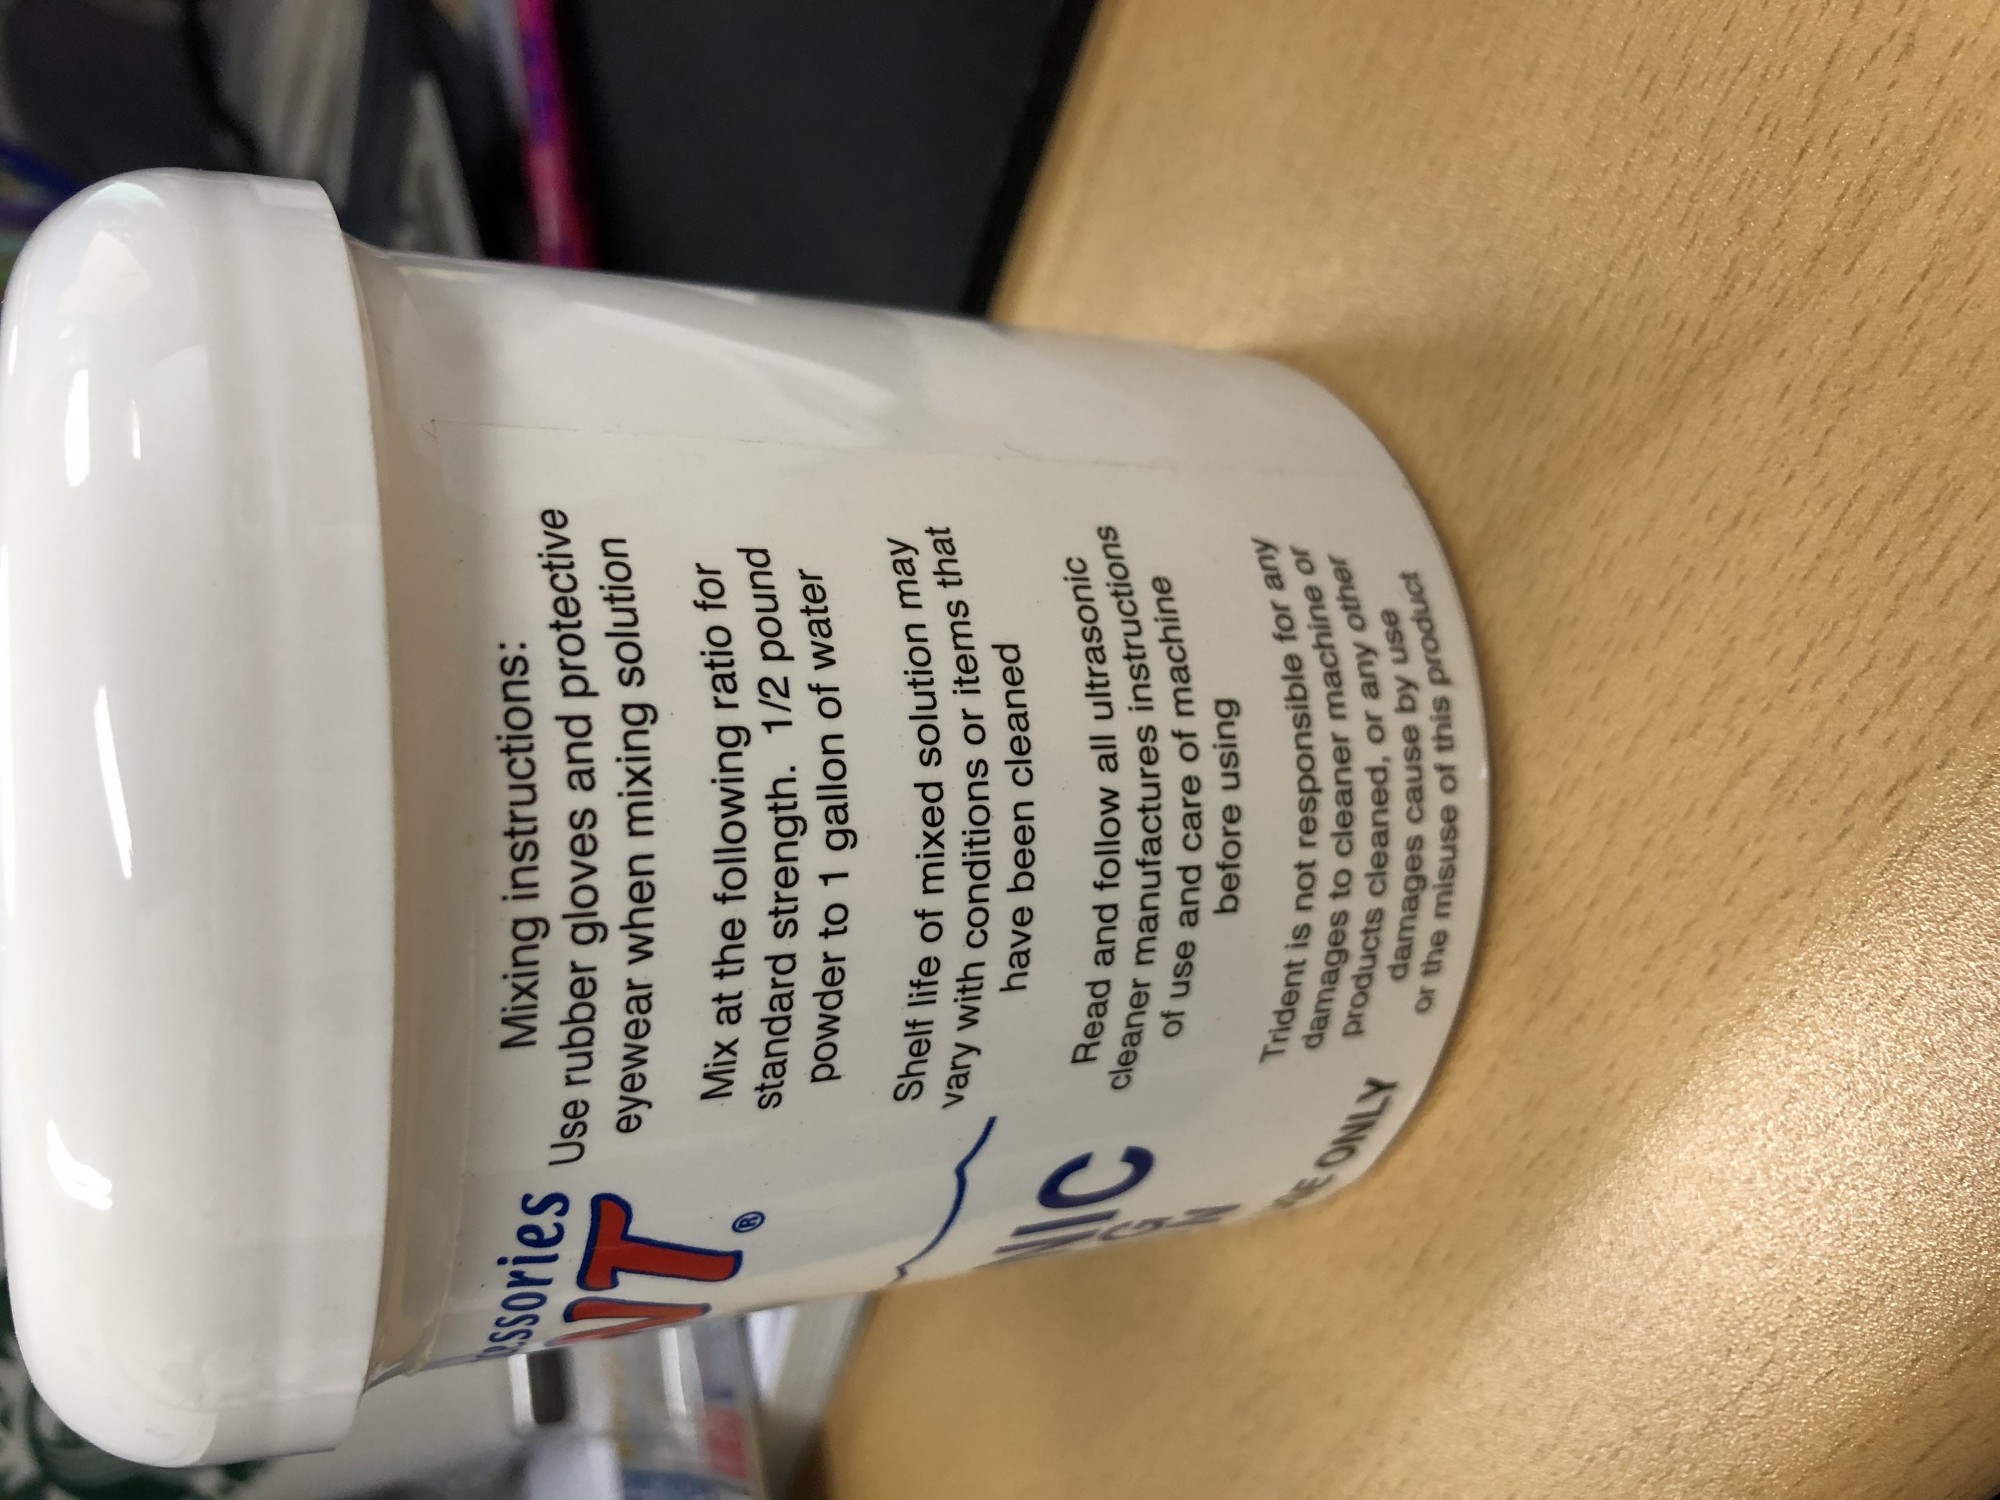 Mixing instructions:
Use rubber gloves and protective
eyewear when mixing solution
Mix at the following ratio for
standard strength. 1/2 pound
powder to 1 gallon of water
Shelf life of mixed solution may
vary with conditions or items that
have been cleaned
Read and follow all ultrasonic
cleaner manufactures instructions
of use and care of machine
before using
Trident is not responsible for any
damages to cleaner machine or
products cleaned, or any other
damages cause by use
or the misuse of this product
essories
NT®
NIC
ONLY